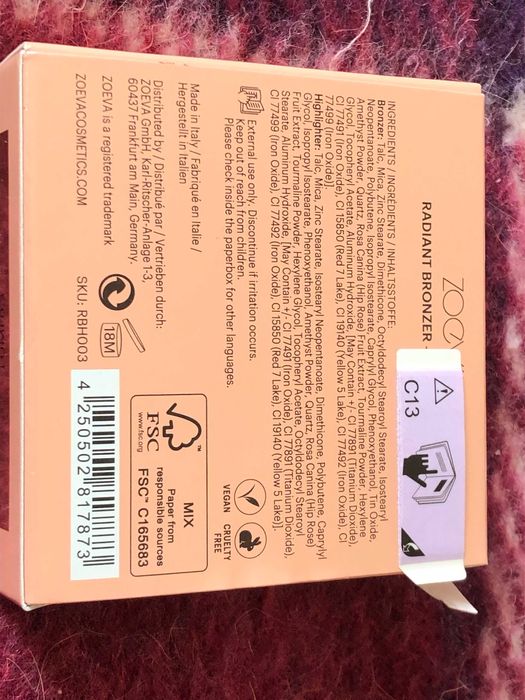 ZOEV
RADIANT BRONZER
INGREDIENTS / INGRÉDIENTS / INHALTSSTOFFE:
Bronzer: Talc, Mica, Zinc Stearate, Dimethicone, Octyldodecyl Stearoyl Stearate, Isostearyl
Neopentanoate, Polybutene, Isopropyl Isostearate, Caprylyl Glycol, Phenoxyethanol, Tin Oxide,
Amethyst Powder, Quartz, Rosa Canina (Hip Rose) Fruit Extract, Tourmaline Powder, Hexylene
Glycol, Tocopheryl Acetate, Aluminum Hydroxide, [May Contain +/- CI 77891 (Titanium Dioxide),
CI 77491 (Iron Oxide), CI 15850 (Red 7 Lake), CI 19140 (Yellow 5 Lake), CI 77492 (Iron Oxide), CI
77499 (Iron Oxide)].
Highlighter: Talc, Mica, Zinc Stearate, Isostearyl Neopentanoate, Dimethicone, Polybutene, Caprylyl
Glycol, Isopropyl Isostearate, Phenoxyethanol, Amethyst Powder, Quartz, Rosa Canina (Hip Rose)
Fruit Extract, Tourmaline Powder, Hexylene Glycol, Tocopheryl Acetate, Octyldodecyl Stearoyl
Stearate, Aluminum Hydroxide, [May Contain +/- CI 77491 (Iron Oxide), CI 77891 (Titanium Dioxide),
CI 77499 (Iron Oxide), CI 77492 (Iron Oxide), CI 15850 (Red 7 Lake), CI 19140 (Yellow 5 Lake)].
External use only. Discontinue if irritation occurs.
Keep out of reach from children.
Please check inside the paperbox for other languages.
Made in Italy / Fabriqué en Italie /
Hergestellt in Italien
Distributed by / Distribué par / Vertrieben durch:
ZOEVA GmbH, Karl-Ritscher-Anlage 1-3,
60437 Frankfurt am Main, Germany.
ZOEVA is a registered trademark
ZOEVACOSMETICS.COM
SKU: RBH003
18M
4 250502 817873
FSC
www.fsc.org
MIX
Paper from
responsible sources
FSC™ C165683
VEGAN
CRUELTY
FREE
C13